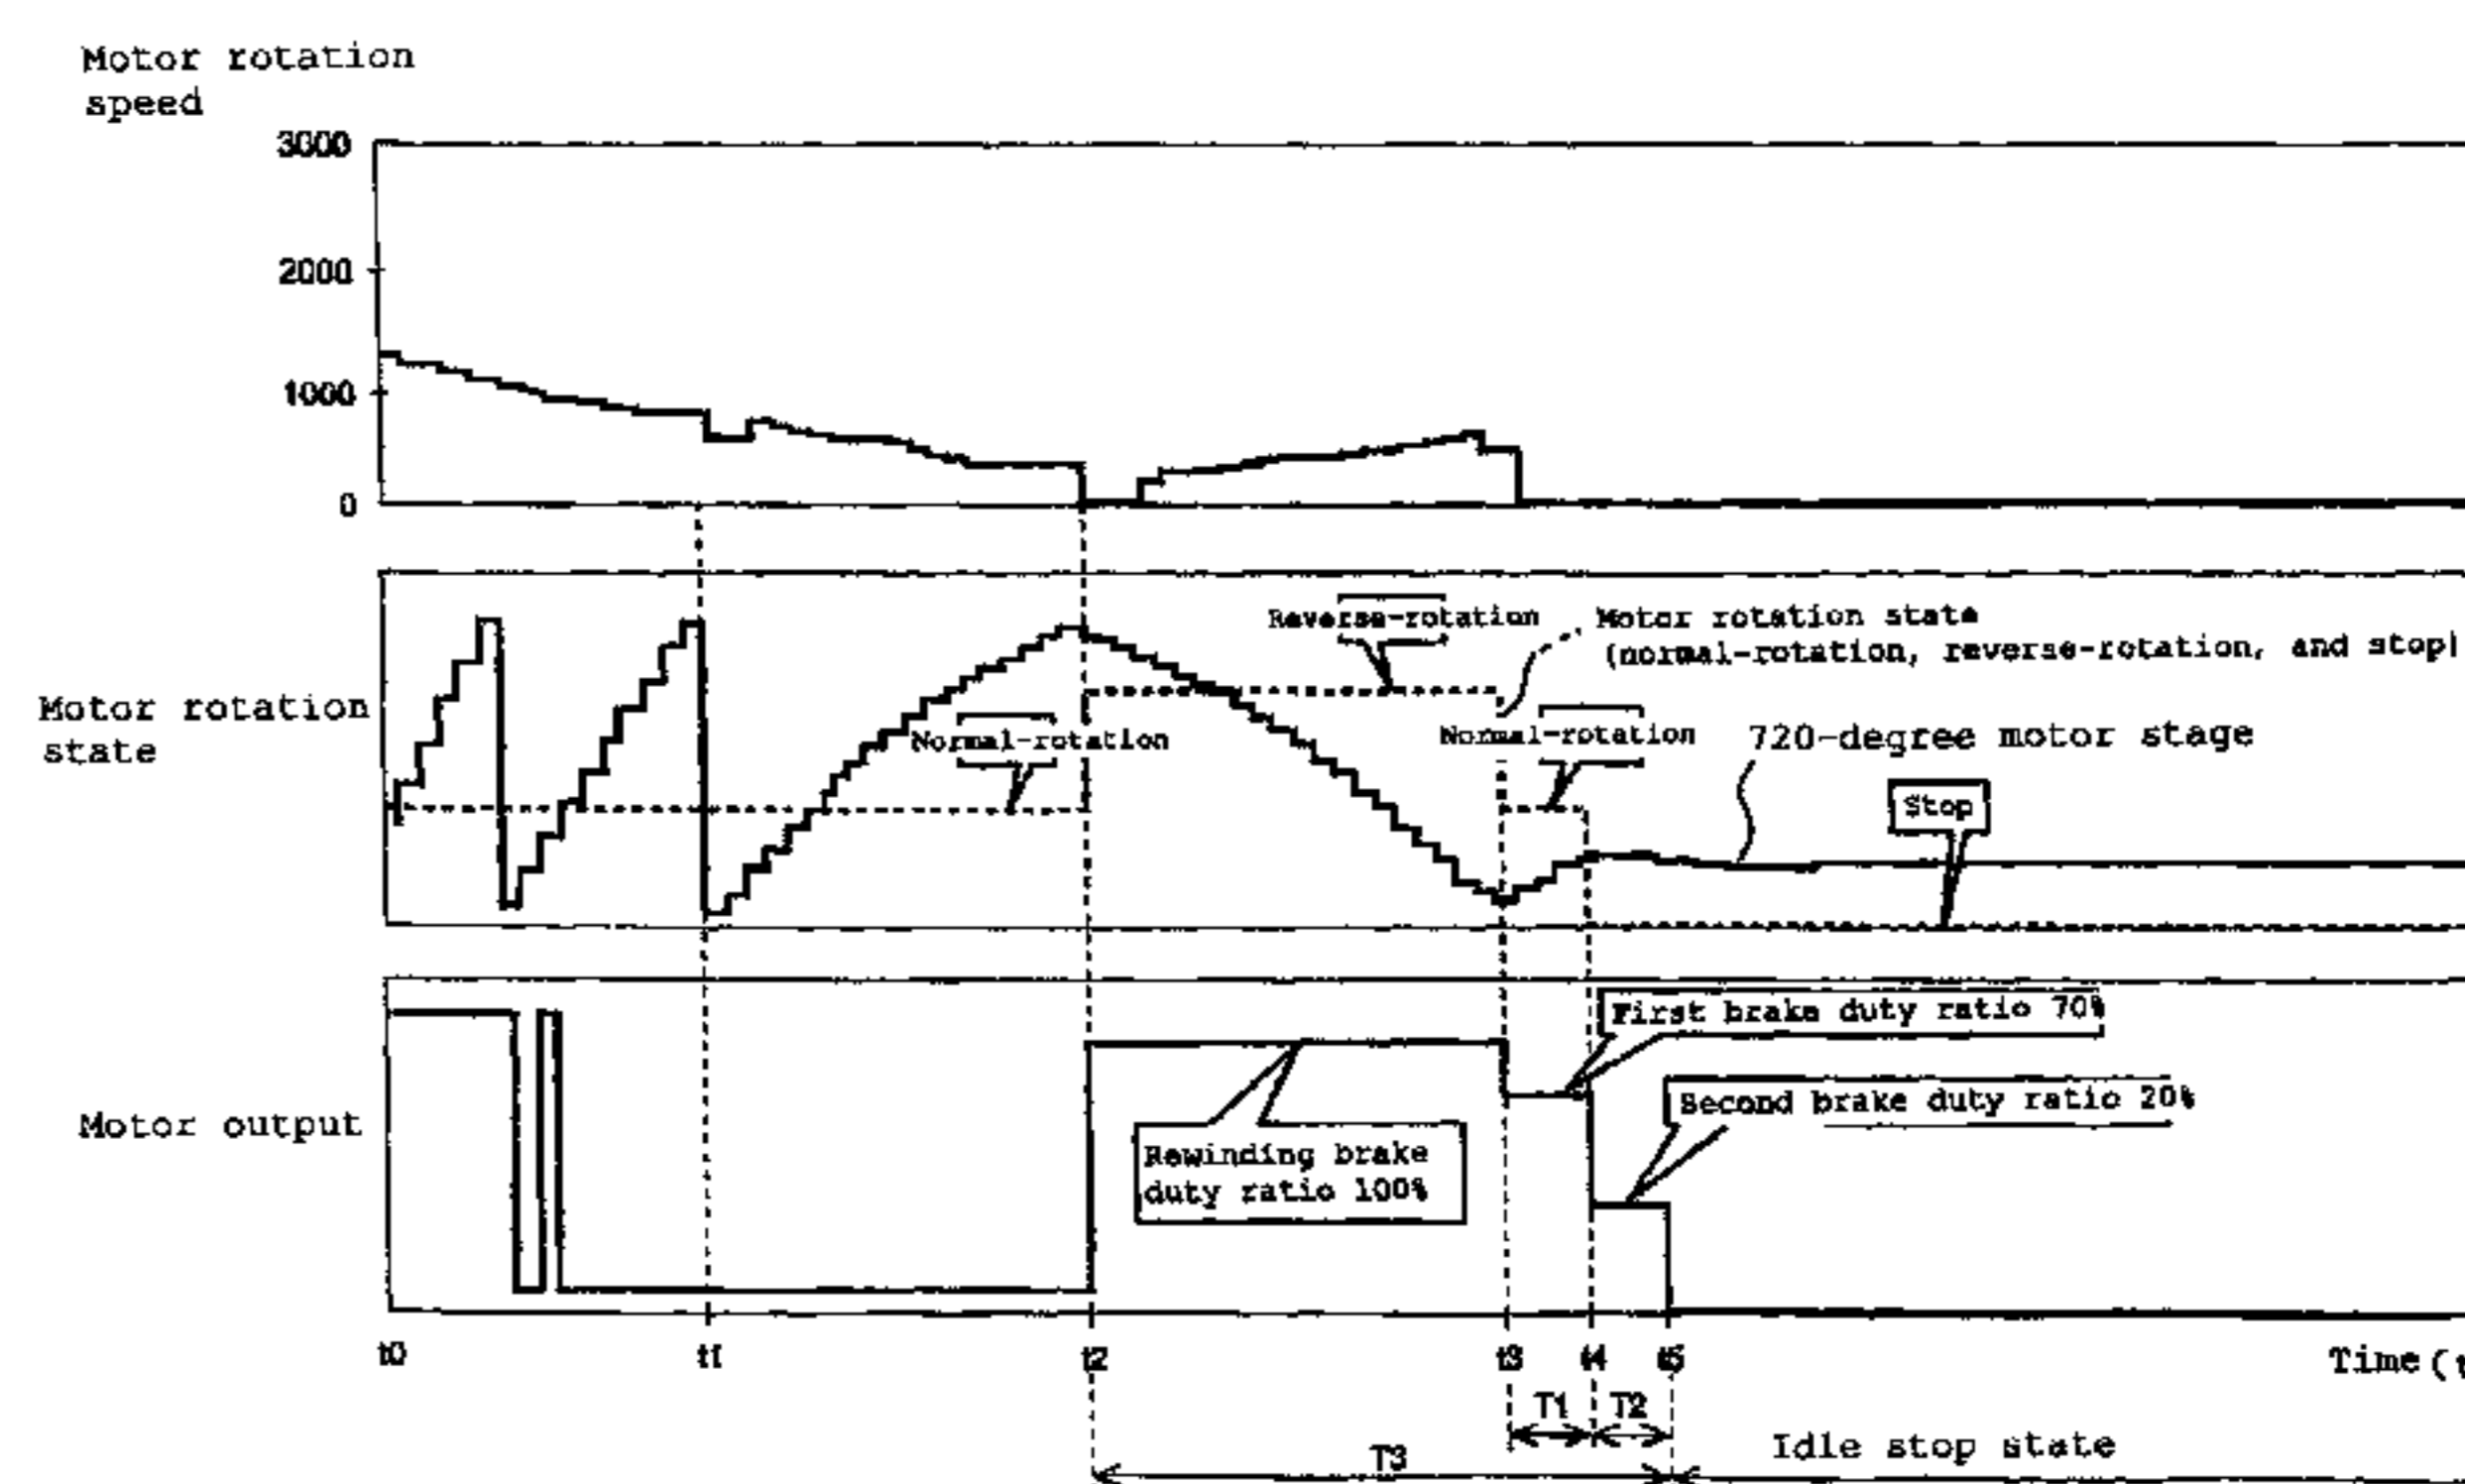 Motor rotation
speed
3000
2000
1000
0
Motor rotation
state
Reverse-rotation
Motor rotation state
(normal-rotation, reverse-rotation, and stop)
Normal-rotation
Normal-rotation
720-degree motor stage
Stop
Motor output
First brake duty ratio 70%
Second brake duty ratio 20%
Rewinding brake
duty ratio 100%
t0
t1
t2
t3
t4
t5
Time(t
T1
T2
T3
Idle stop state